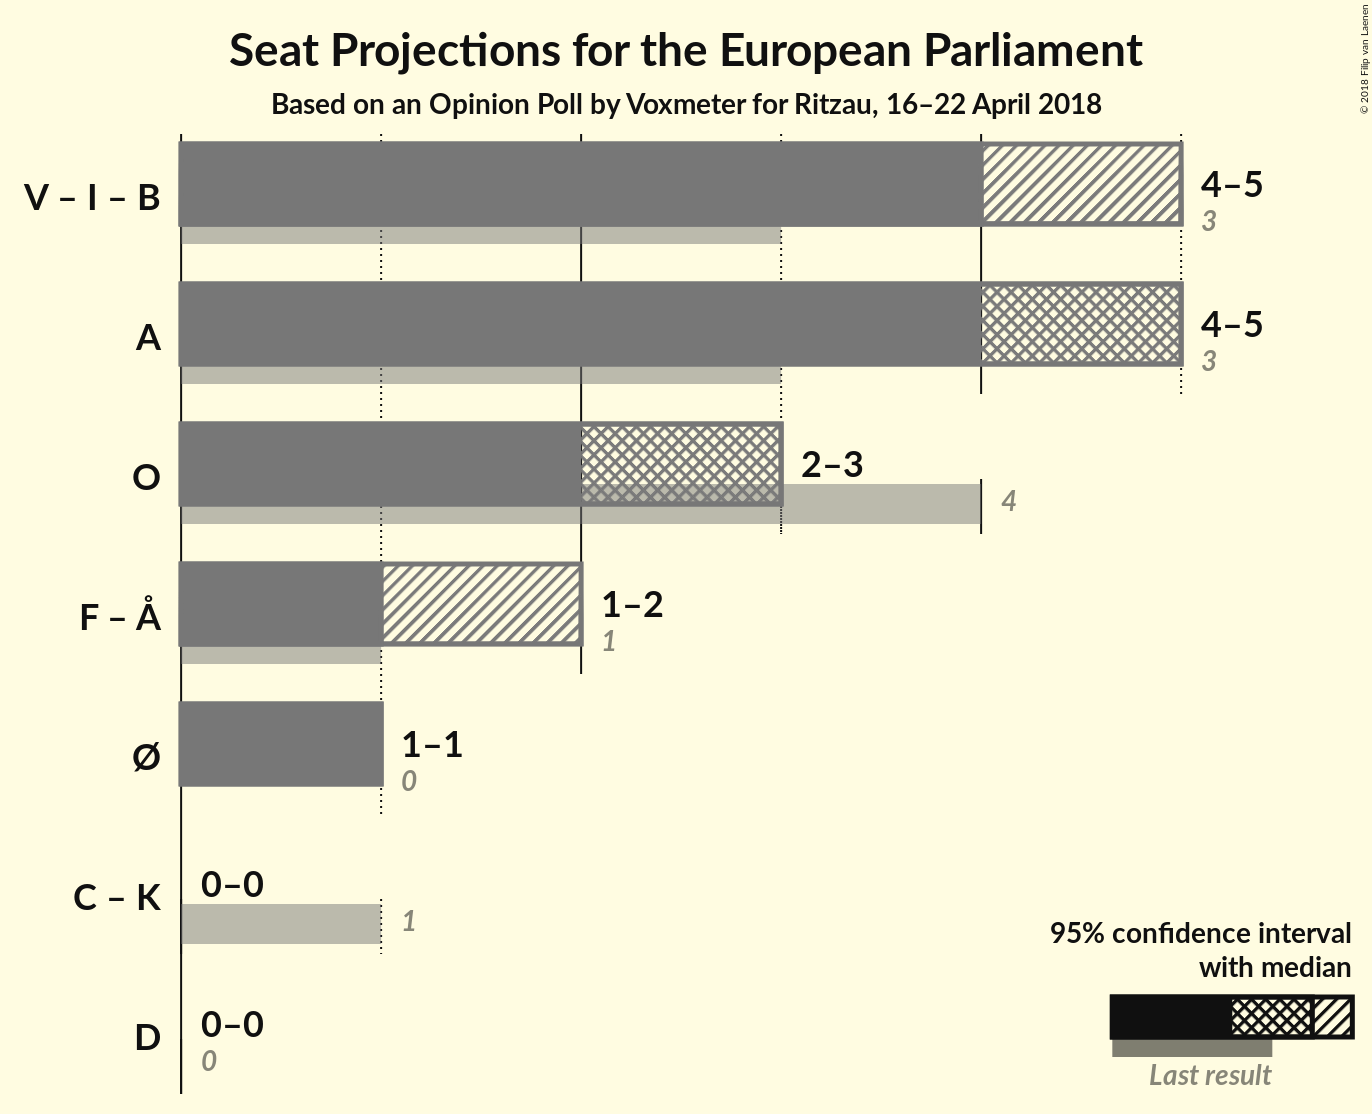 Seat Projections for the European Parliament
Based on an Opinion Poll by Voxmeter for Ritzau, 16–22 April 2018
© 2018 Filip van Laenen
V – I – B
4–5
3
A
4–5
3
O
2–3
4
F – Å
1–2
1
Ø
1–1
0
C – K
0–0
1
D
0–0
0
95% confidence interval
with median
Last result